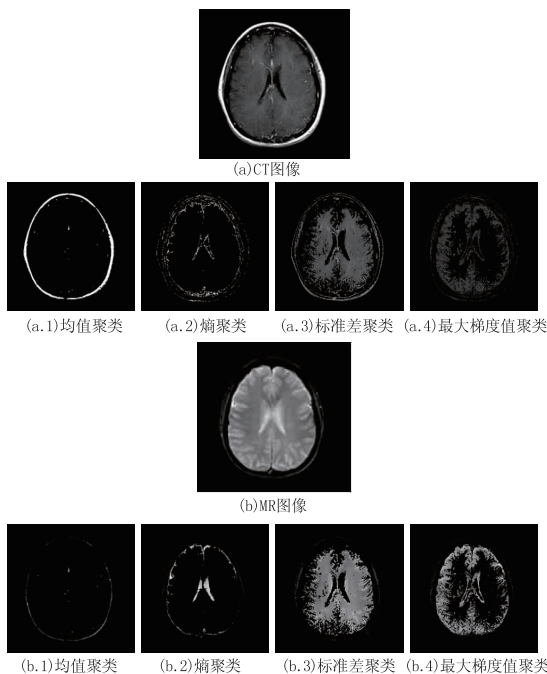 (a)CT图像
(a.1)均值聚类 (a.2)熵聚类 (a.3)标准差聚类 (a.4)最大梯度值聚类
(b)MR图像
(b.1)均值聚类 (b.2)熵聚类 (b.3)标准差聚类 (b.4)最大梯度值聚类